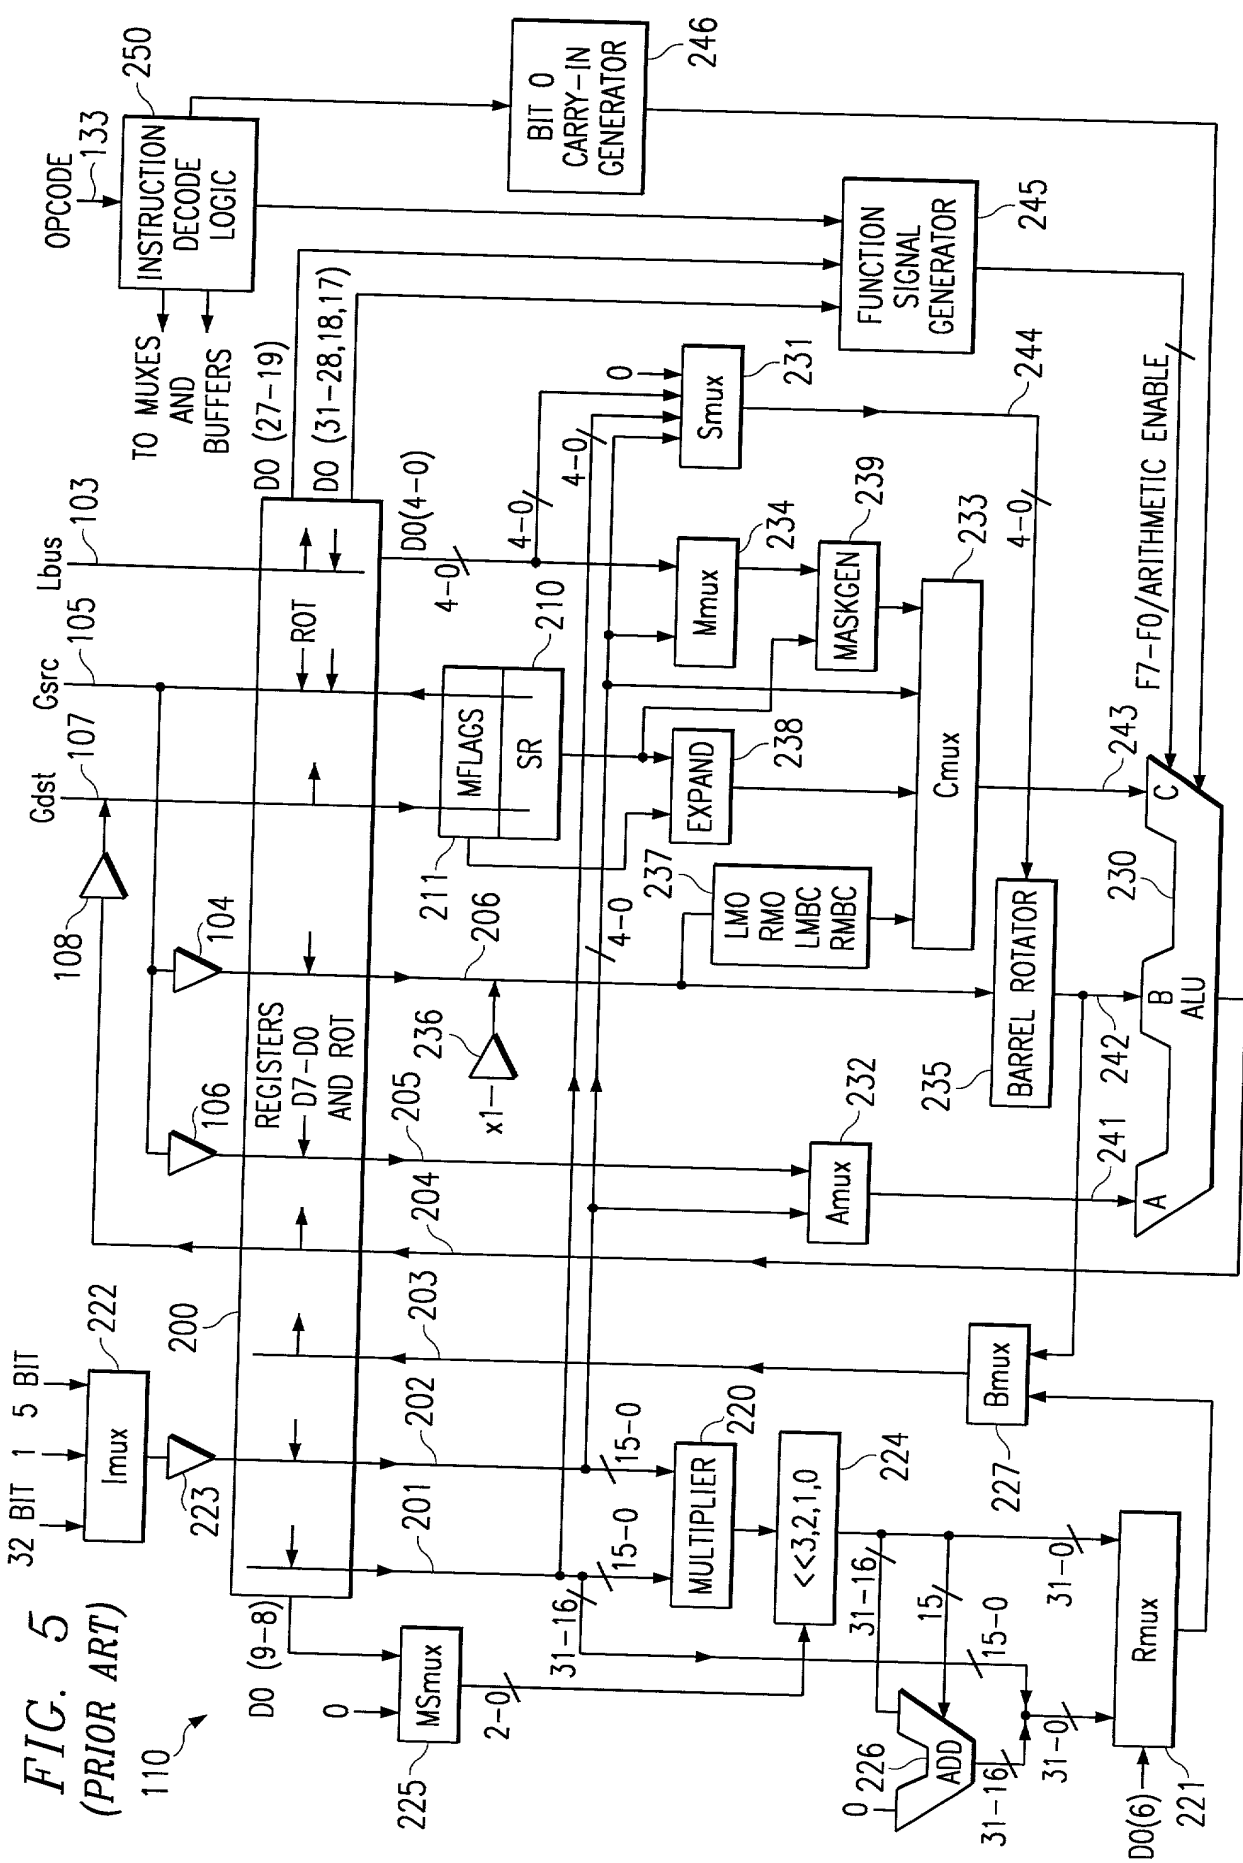 FIG. 5
(PRIOR ART)
110
32 BIT
1
5 BIT
Imux
222
223
200
108
Gdst
107
Gsrc
105
Lbus
103
OPCODE
133
250
INSTRUCTION
DECODE
LOGIC
TO MUXES
AND
BUFFERS
BIT 0
CARRY-IN
GENERATOR
246
D0 (27-19)
D0 (31-28,18,17)
106
104
REGISTERS
D7-D0
AND ROT
ROT
D0 (9-8)
0
MSmux
225
2-0
201
202
203
204
205
206
x1
236
211
MFLAGS
SR
210
D0(4-0)
4-0
4-0
4-0
4-0
0
Smux
231
244
FUNCTION
SIGNAL
GENERATOR
245
31-16
15-0
15-0
MULTIPLIER
220
<<3,2,1,0
224
237
LMO
RMO
LMBC
RMBC
EXPAND
238
Mmux
234
MASKGEN
239
Cmux
233
4-0
Amux
232
235
BARREL ROTATOR
Bmux
227
31-16
15
31-0
15-0
0
226
ADD
31-16
31-0
D0(6)
Rmux
221
241
242
243
F7-F0/ARITHMETIC ENABLE
A
B
C
ALU
230